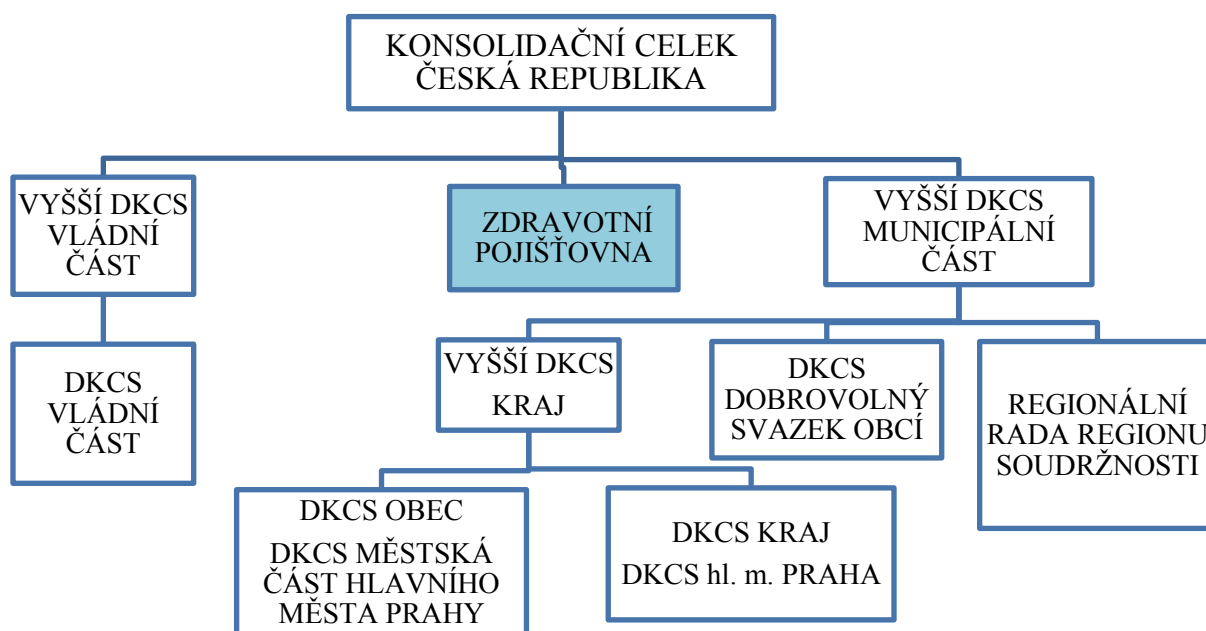 KONSOLIDAČNÍ CELEK
ČESKÁ REPUBLIKA
VYŠŠÍ DKCS
VLÁDNÍ
ČÁST
ZDRAVOTNÍ
POJIŠŤOVNA
VYŠŠÍ DKCS
MUNICIPÁLNÍ
ČÁST
DKCS
VLÁDNÍ
ČÁST
VYŠŠÍ DKCS
KRAJ
DKCS
DOBROVOLNÝ
SVAZEK OBCÍ
REGIONÁLNÍ
RADA REGIONU
SOUDRŽNOSTI
DKCS OBEC
DKCS MĚSTSKÁ
ČÁST HLAVNÍHO
MĚSTA PRAHY
DKCS KRAJ
DKCS hl. m. PRAHA